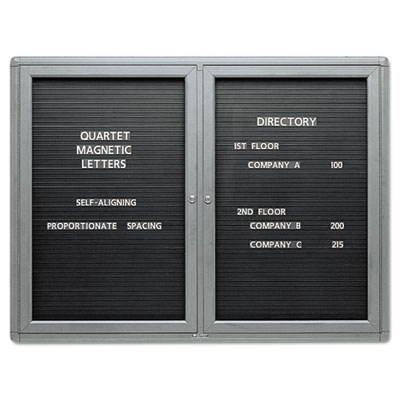 QUARTET
MAGNETIC
LETTERS
SELF-ALIGNING
PROPORTIONATE SPACING
DIRECTORY
1ST FLOOR
COMPANY A 100
2ND FLOOR
COMPANY B 200
COMPANY C 215